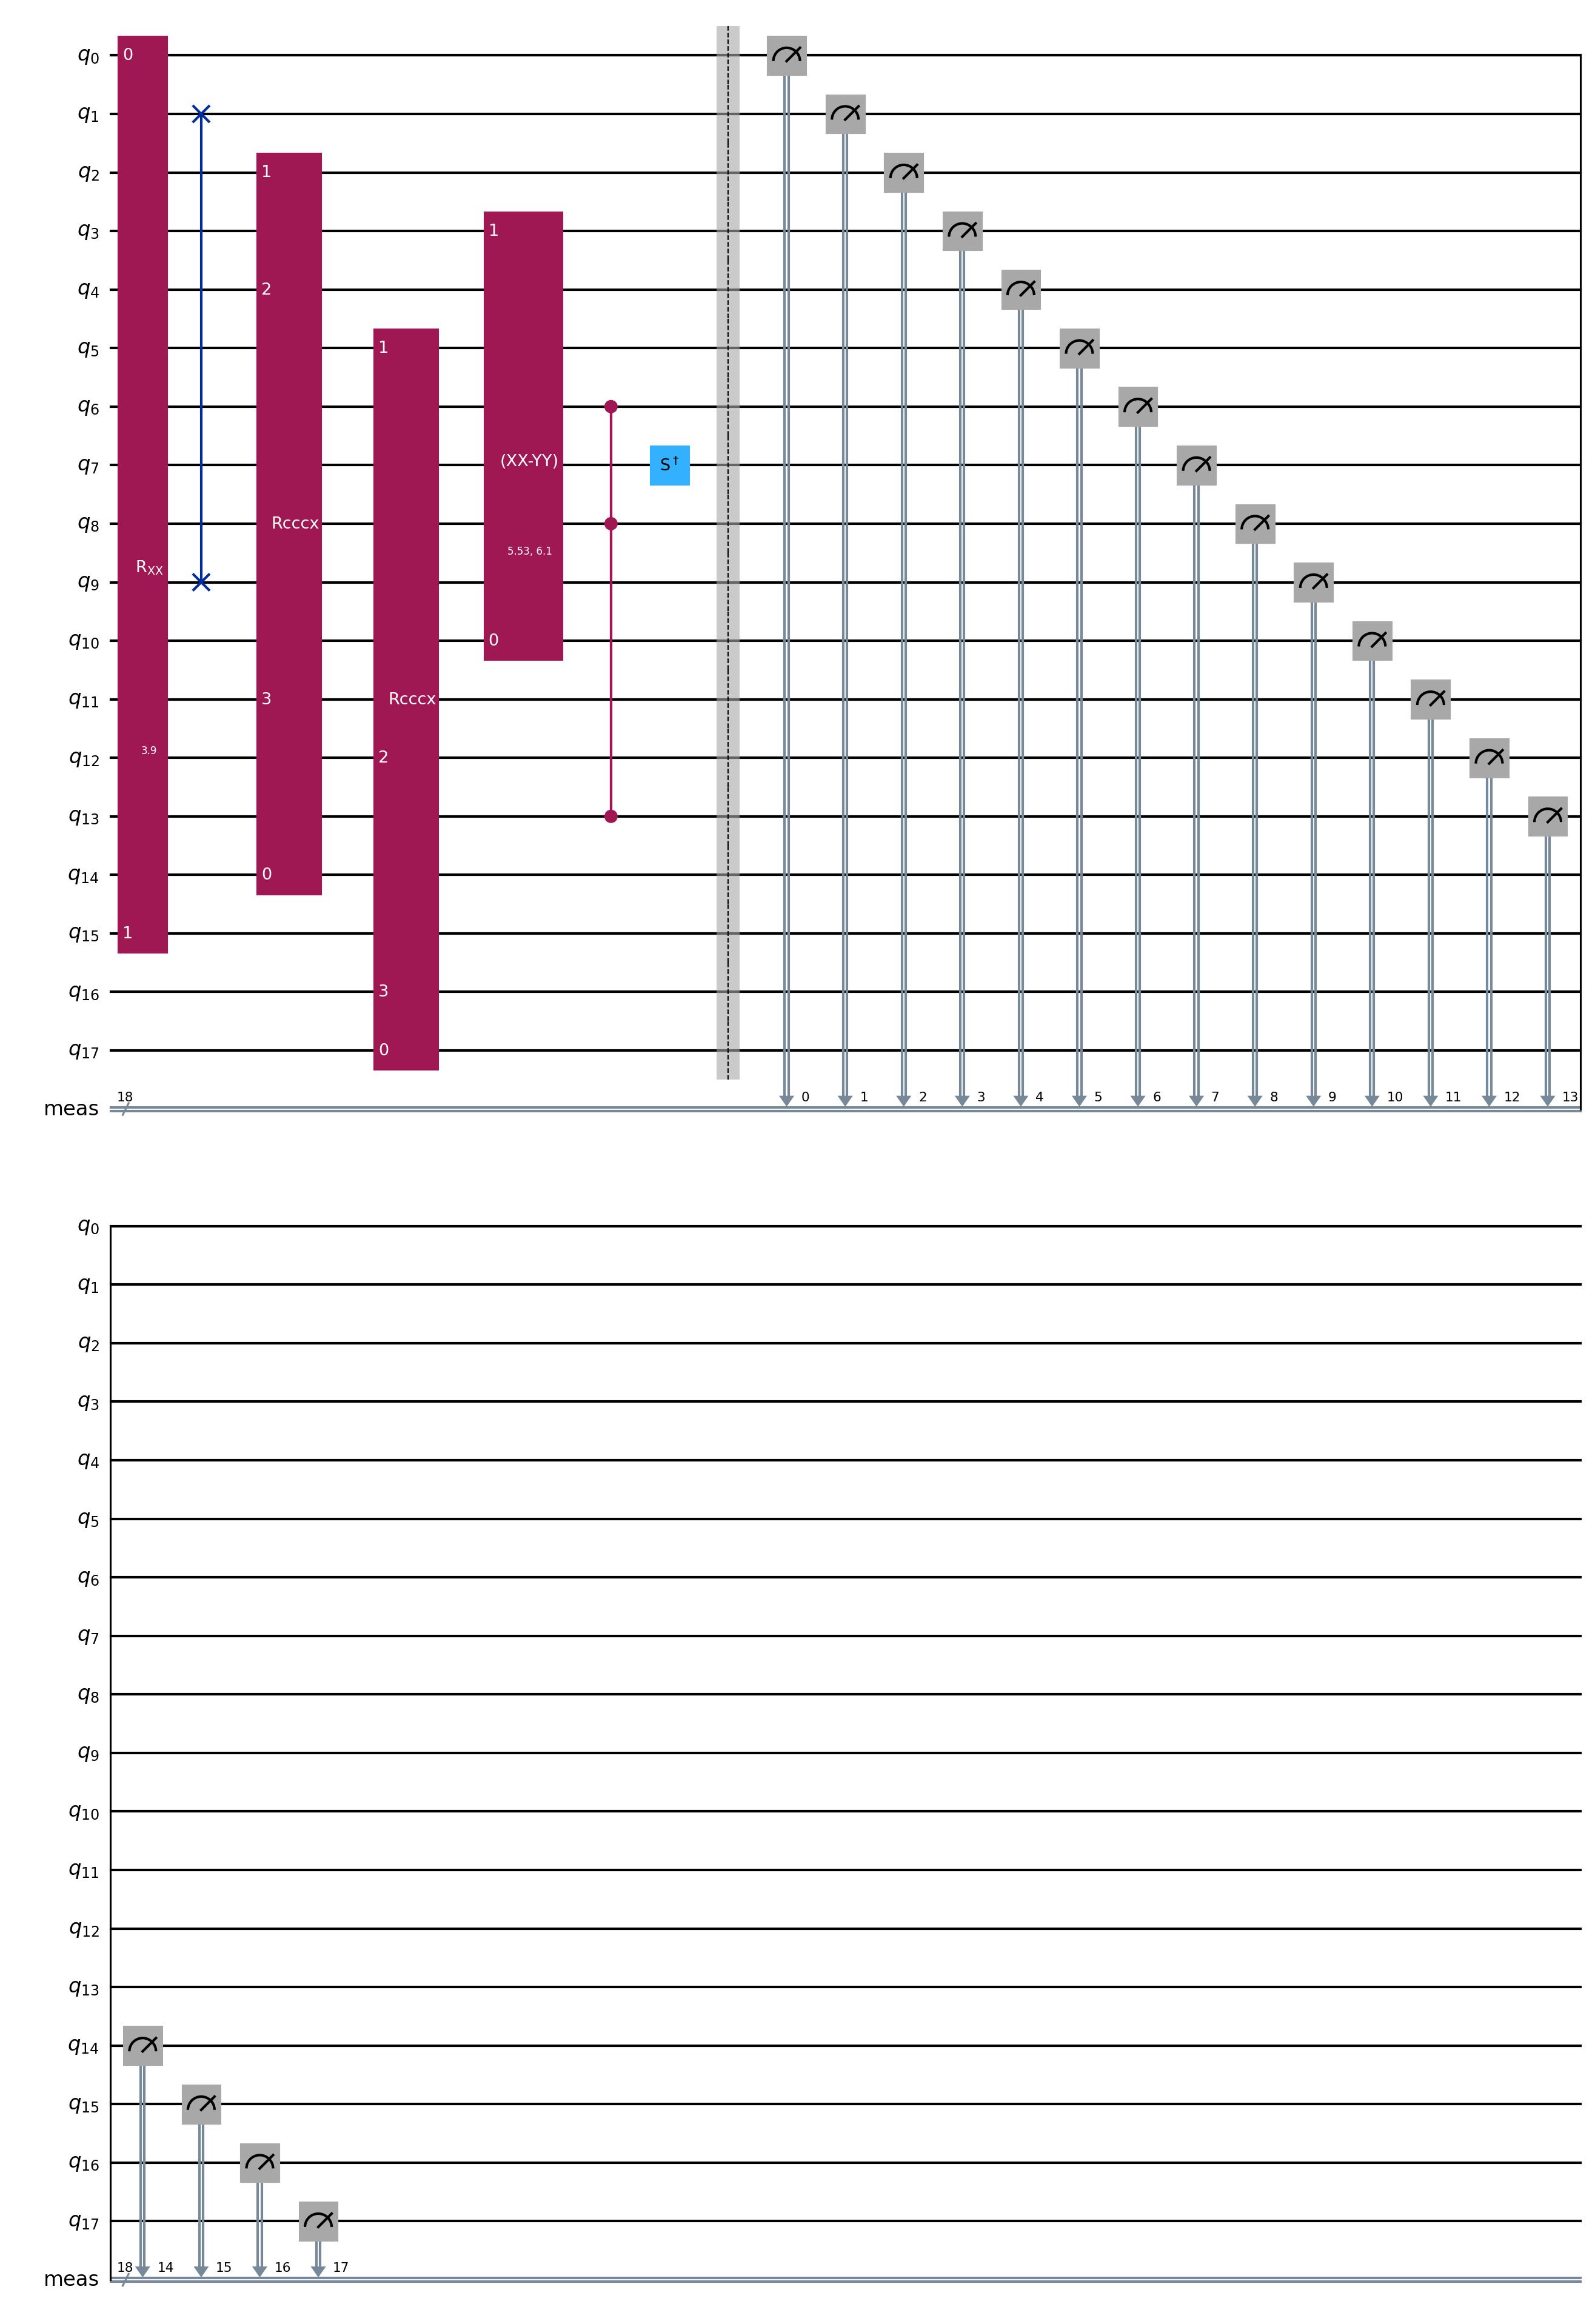 q0 0
q1
q2 1
q3 1
q4 2
q5 1
q6
q7 (XX-YY) S†
q8 Rcccx
5.53, 6.1
q9 RXX
q10 0
q11 3 Rcccx
q12 3.9 2
q13
q14 0
q15 1
q16 3
q17 0
meas 18 0 1 2 3 4 5 6 7 8 9 10 11 12 13
q0
q1
q2
q3
q4
q5
q6
q7
q8
q9
q10
q11
q12
q13
q14
q15
q16
q17
meas 18 14 15 16 17